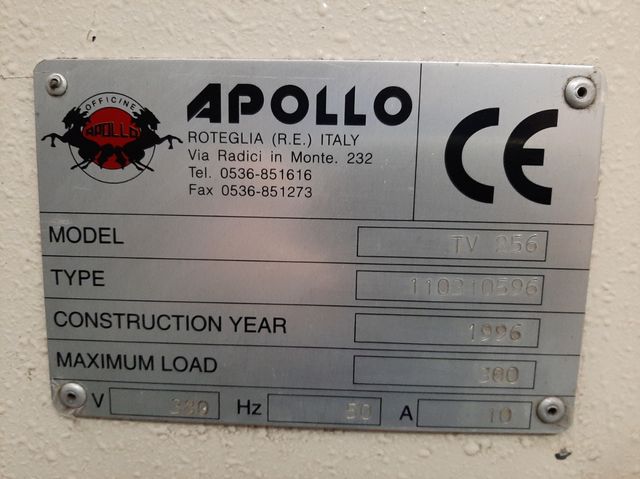 OFFICINE
APOLLO
APOLLO
ROTEGLIA (R.E.) ITALY
Via Radici in Monte. 232
Tel. 0536-851616
Fax 0536-851273
CE
MODEL TV 256
TYPE 110310596
CONSTRUCTION YEAR 1996
MAXIMUM LOAD 300
V 380 Hz 50 A 10